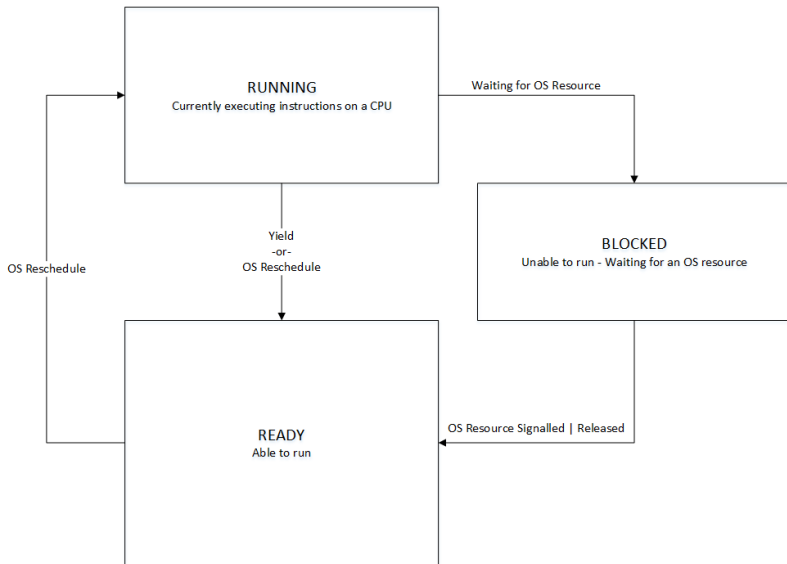 RUNNING
Currently executing instructions on a CPU
Waiting for OS Resource
Yield
-or-
OS Reschedule
OS Reschedule
BLOCKED
Unable to run - Waiting for an OS resource
READY
Able to run
OS Resource Signalled | Released